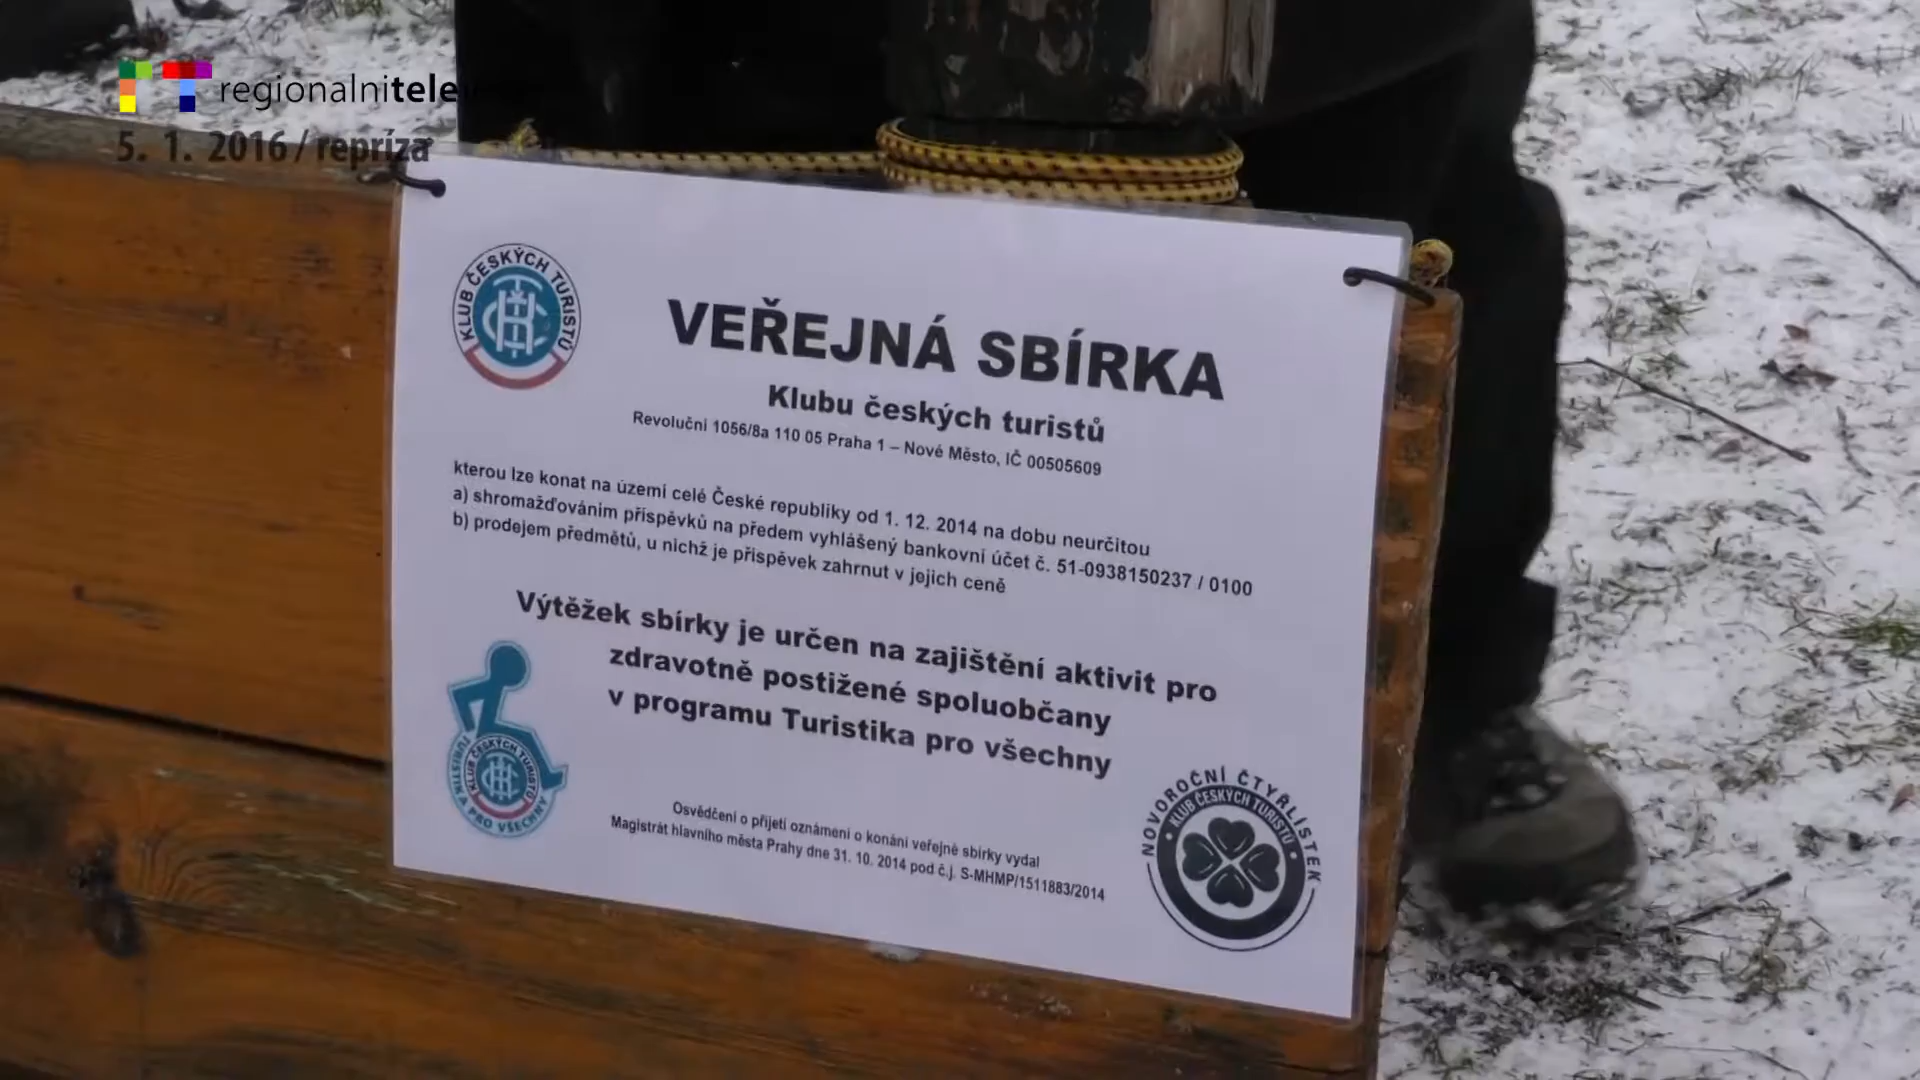 regionalnitele
5. 1. 2016 / repríza
KLUB ČESKÝCH TURISTŮ
VEŘEJNÁ SBÍRKA
Klubu českých turistů
Revoluční 1056/8a 110 05 Praha 1 – Nové Město, IČ 00505609
kterou lze konat na území celé České republiky od 1. 12. 2014 na dobu neurčitou
a) shromažďováním příspěvků na předem vyhlášený bankovní účet č. 51-0938150237 / 0100
b) prodejem předmětů, u nichž je příspěvek zahrnut v jejich ceně
Výtěžek sbírky je určen na zajištění aktivit pro
zdravotně postižené spoluobčany
v programu Turistika pro všechny
KLUB ČESKÝCH TURISTŮ
TURISTIKA PRO VŠECHNY
Osvědčení o přijetí oznámení o konání veřejné sbírky vydal
Magistrát hlavního města Prahy dne 31. 10. 2014 pod č.j. S-MHMP/1511883/2014
NOVOROČNÍ ČTYŘLÍSTEK
KLUB ČESKÝCH TURISTŮ